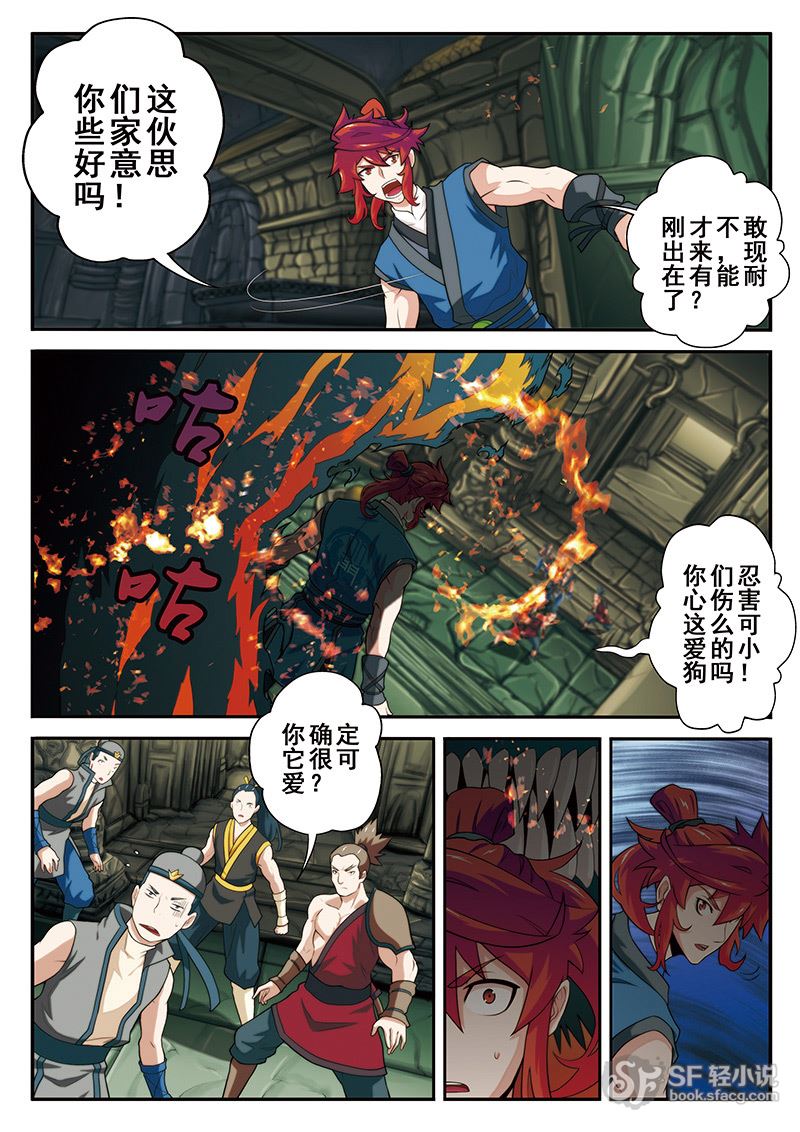 你们这
些家伙
好意思
吗！
刚才不敢
出来，现
在有能耐
了？
咕
咕
你们忍
心伤害
这么可
爱的小
狗吗！
你确定
它很可
爱？
SF 轻小说
book.sfacg.com